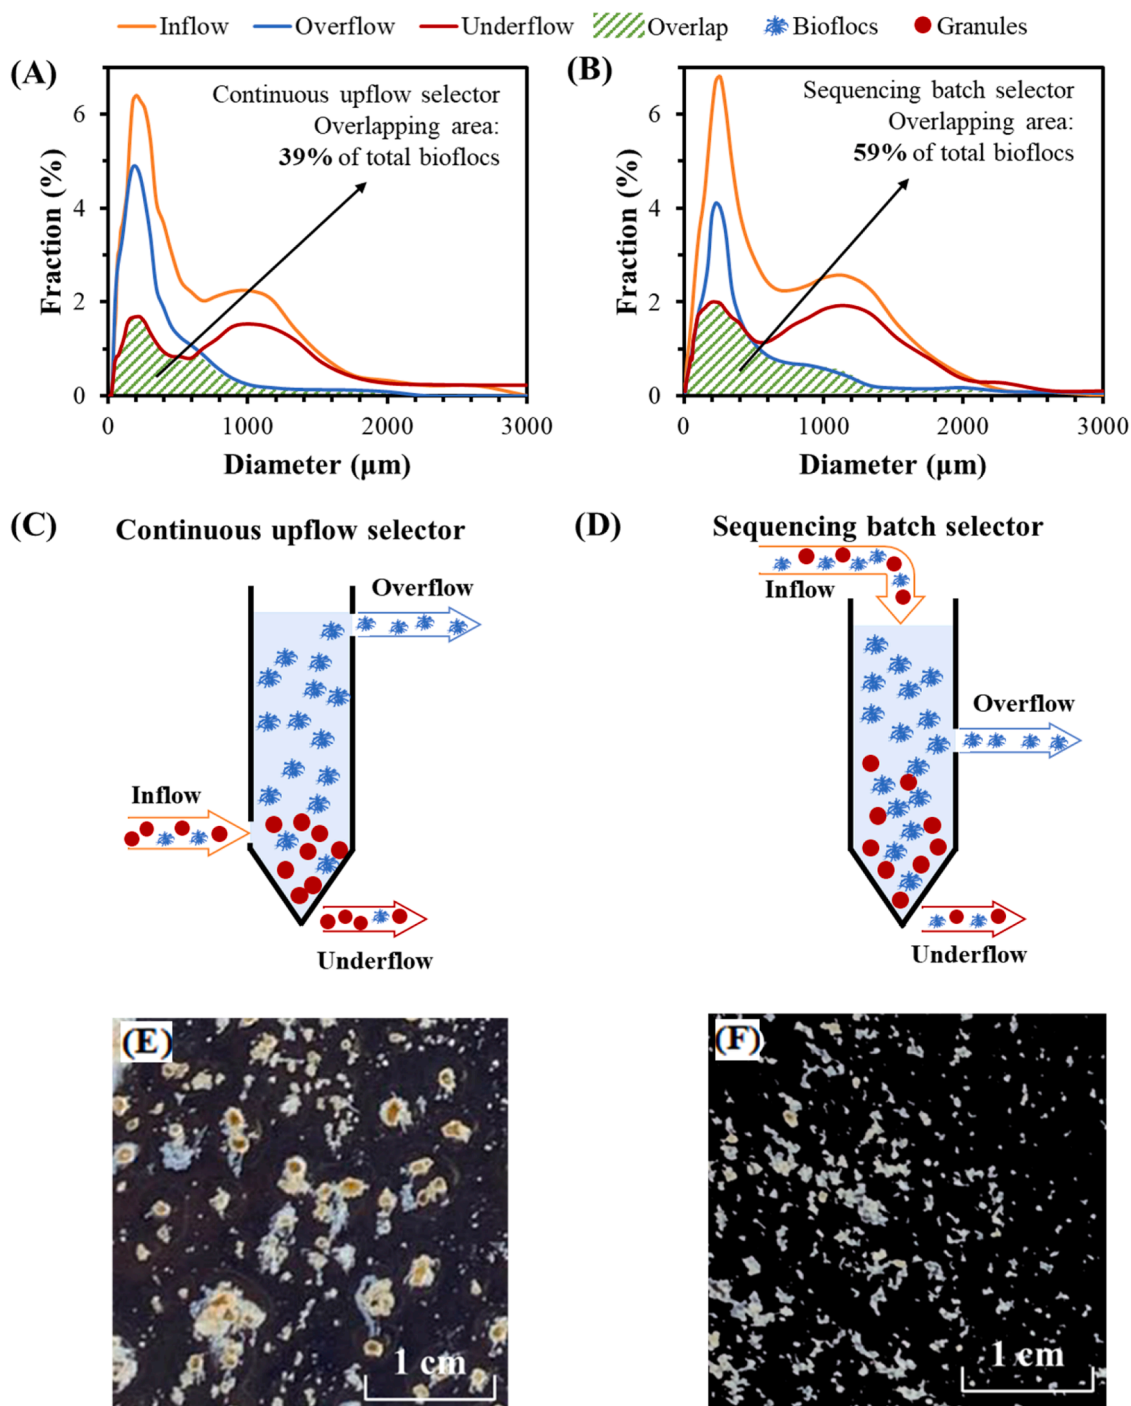 Inflow Overflow Underflow Overlap Bioflocs Granules
(A)
Continuous upflow selector
Overlapping area:
39% of total bioflocs
Fraction (%)
6
4
2
0
0 1000 2000 3000
Diameter (μm)
(B)
Sequencing batch selector
Overlapping area:
59% of total bioflocs
Fraction (%)
6
4
2
0
0 1000 2000 3000
Diameter (μm)
(C)
Continuous upflow selector
Overflow
Inflow
Underflow
(D)
Sequencing batch selector
Inflow
Overflow
Underflow
(E)
1 cm
(F)
1 cm